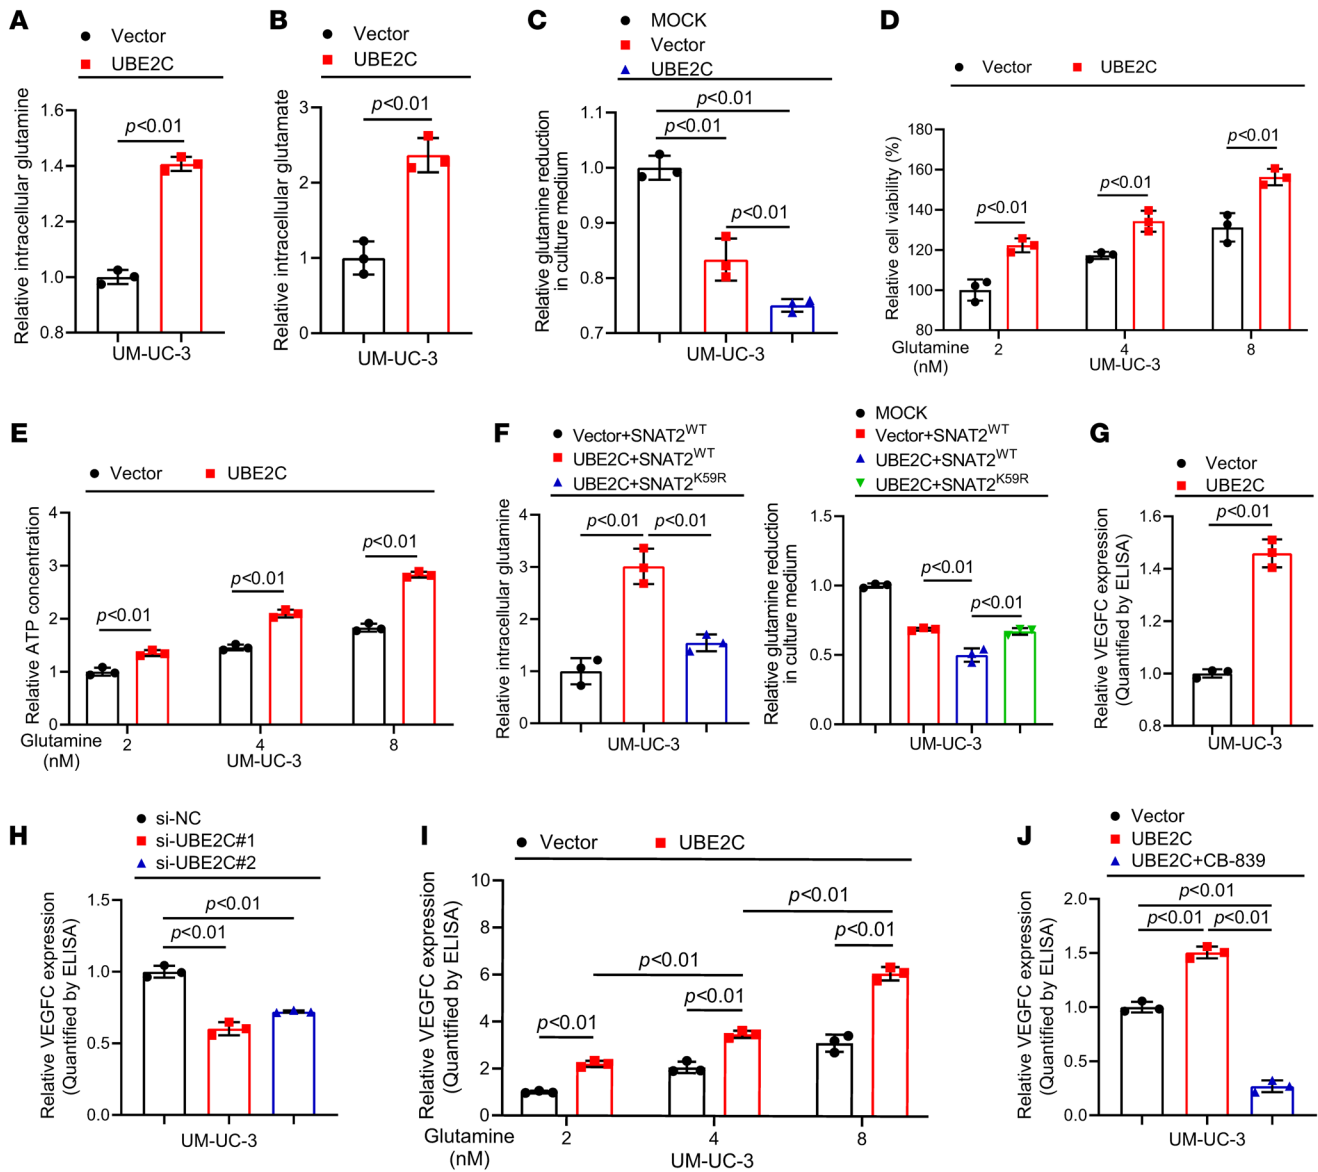 A
Vector
UBE2C
Relative intracellular glutamine
1.6
1.4
1.2
1.0
0.8
p<0.01
UM-UC-3
B
Vector
UBE2C
Relative intracellular glutamate
3
2
1
0
p<0.01
UM-UC-3
C
MOCK
Vector
UBE2C
Relative glutamine reduction
in culture medium
1.1
1.0
0.9
0.8
0.7
p<0.01
p<0.01
p<0.01
UM-UC-3
D
Vector
UBE2C
Relative cell viability (%)
180
160
140
120
100
80
p<0.01
p<0.01
p<0.01
Glutamine
(nM)
2
4
8
UM-UC-3
E
Vector
UBE2C
Relative ATP concentration
4
3
2
1
0
p<0.01
p<0.01
p<0.01
Glutamine
(nM)
2
4
8
UM-UC-3
F
Vector+SNAT2WT
UBE2C+SNAT2WT
UBE2C+SNAT2K59R
Relative intracellular glutamine
4
3
2
1
0
p<0.01
p<0.01
UM-UC-3
MOCK
Vector+SNAT2WT
UBE2C+SNAT2WT
UBE2C+SNAT2K59R
Relative glutamine reduction
in culture medium
1.5
1.0
0.5
0.0
p<0.01
p<0.01
UM-UC-3
G
Vector
UBE2C
Relative VEGFC expression
(Quantified by ELISA)
1.6
1.4
1.2
1.0
0.8
p<0.01
UM-UC-3
H
si-NC
si-UBE2C#1
si-UBE2C#2
Relative VEGFC expression
(Quantified by ELISA)
1.5
1.0
0.5
0.0
p<0.01
p<0.01
UM-UC-3
I
Vector
UBE2C
Relative VEGFC expression
(Quantified by ELISA)
10
8
6
4
2
0
p<0.01
p<0.01
p<0.01
p<0.01
p<0.01
Glutamine
(nM)
2
4
8
UM-UC-3
J
Vector
UBE2C
UBE2C+CB-839
Relative VEGFC expression
(Quantified by ELISA)
2.0
1.5
1.0
0.5
0.0
p<0.01
p<0.01
p<0.01
UM-UC-3